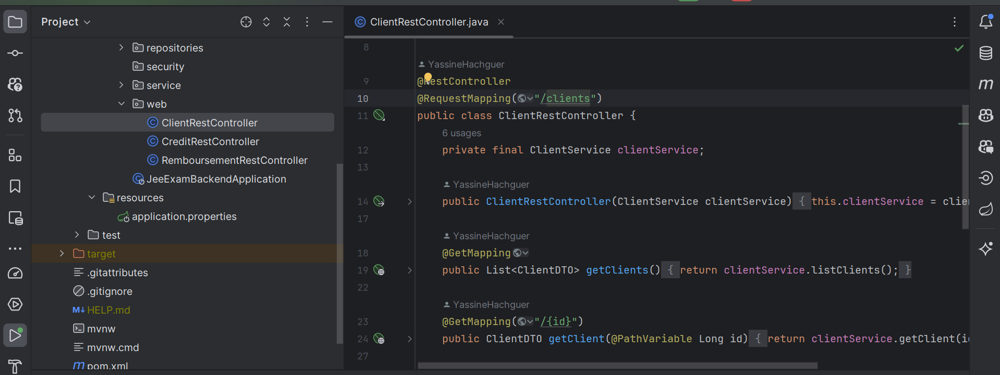 Project
repositories
security
service
web
ClientRestController
CreditRestController
RemboursementRestController
JeeExamBackendApplication
resources
application.properties
test
target
.gitattributes
.gitignore
HELP.md
mvnw
mvnw.cmd
pom.xml
ClientRestController.java
8
YassineHachguer
9 @RestController
10 @RequestMapping("/clients")
11 public class ClientRestController {
6 usages
12 private final ClientService clientService;
13
YassineHachguer
14 public ClientRestController(ClientService clientService) { this.clientService = clie
17
YassineHachguer
18 @GetMapping
19 public List<ClientDTO> getClients() { return clientService.listClients(); }
22
YassineHachguer
23 @GetMapping("/{id}")
24 public ClientDTO getClient(@PathVariable Long id) { return clientService.getClient(i
27